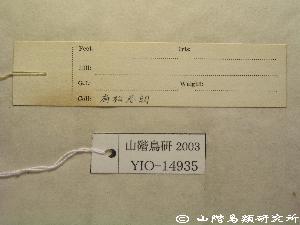 Feet: Iris:
Bill:
G.t. Weight:
Coll:
山階鳥研 2003
YIO-14935
© 山階鳥類研究所